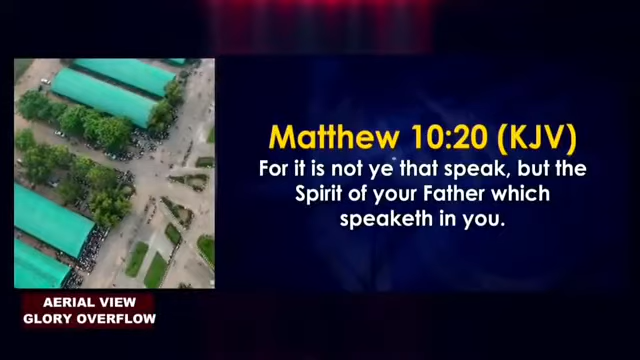 Matthew 10:20 (KJV)
For it is not ye that speak, but the
Spirit of your Father which
speaketh in you.
AERIAL VIEW
GLORY OVERFLOW